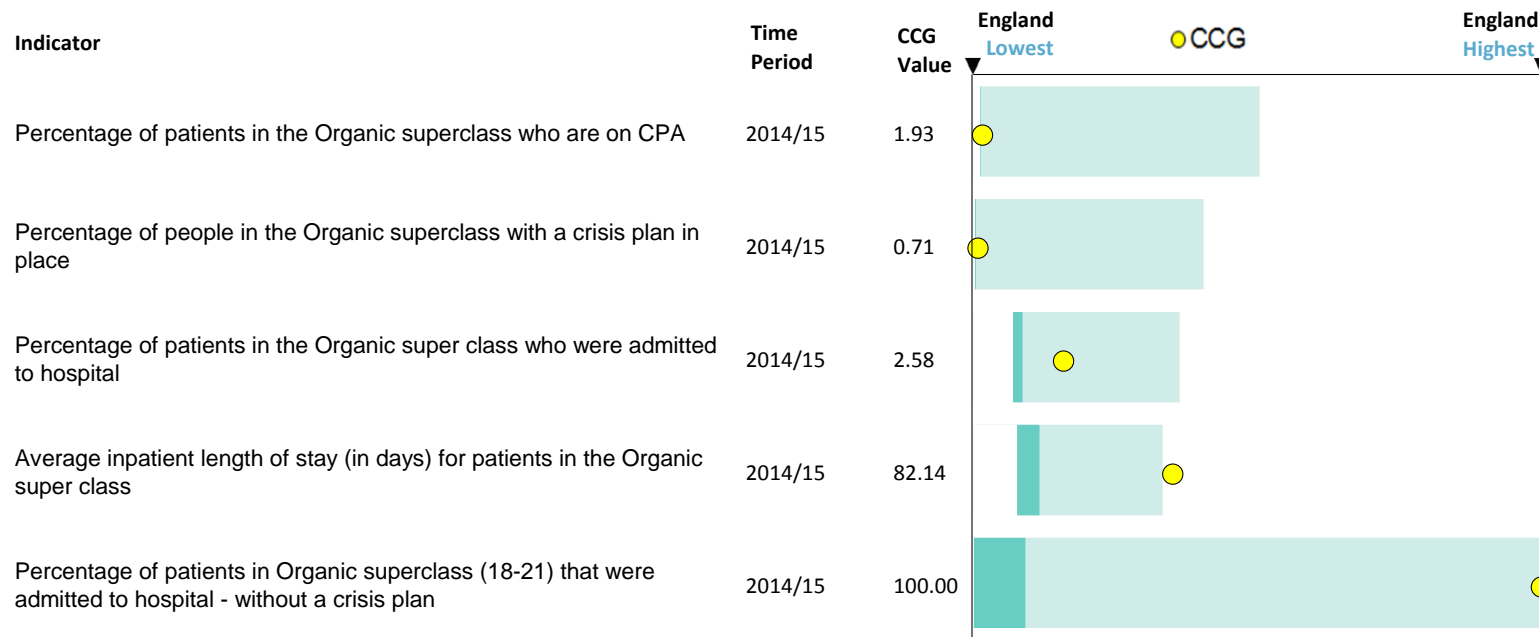 Indicator
Time
Period
CCG
Value
England
Lowest
CCG
England
Highest
Percentage of patients in the Organic superclass who are on CPA 2014/15 1.93
Percentage of people in the Organic superclass with a crisis plan in
place
2014/15 0.71
Percentage of patients in the Organic super class who were admitted
to hospital
2014/15 2.58
Average inpatient length of stay (in days) for patients in the Organic
super class
2014/15 82.14
Percentage of patients in Organic superclass (18-21) that were
admitted to hospital - without a crisis plan
2014/15 100.00